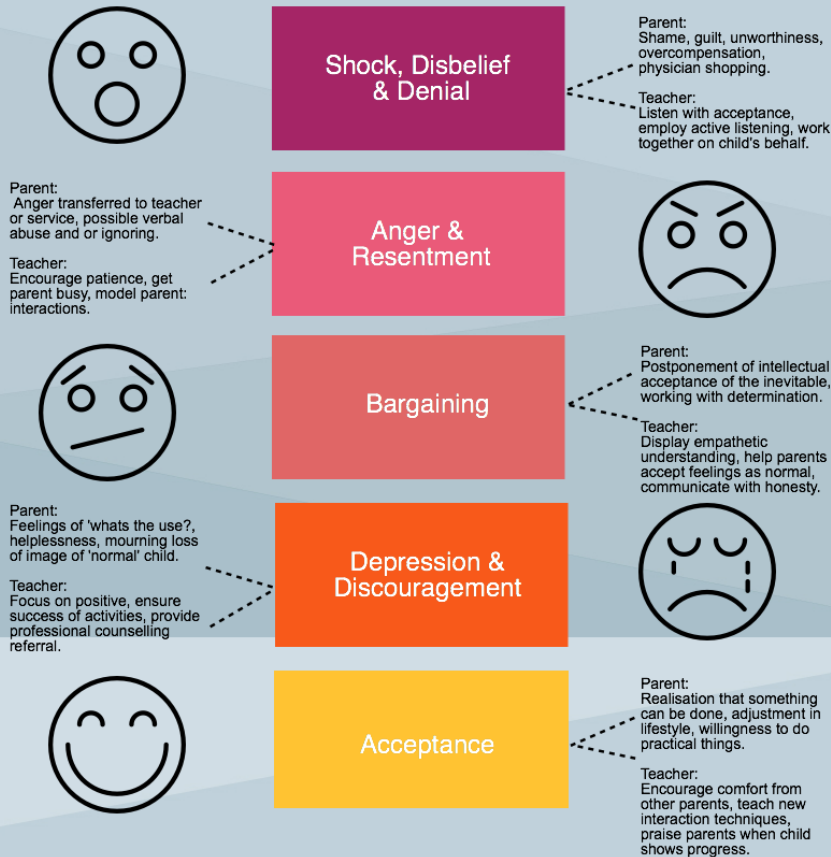 Shock, Disbelief
& Denial
Parent:
Shame, guilt, unworthiness,
overcompensation,
physician shopping.
Teacher:
Listen with acceptance,
employ active listening, work
together on child's behalf.
Parent:
Anger transferred to teacher
or service, possible verbal
abuse and or ignoring.
Teacher:
Encourage patience, get
parent busy, model parent:
interactions.
Anger &
Resentment
Bargaining
Parent:
Postponement of intellectual
acceptance of the inevitable,
working with determination.
Teacher:
Display empathetic
understanding, help parents
accept feelings as normal,
communicate with honesty.
Parent:
Feelings of 'whats the use?,
helplessness, mourning loss
of image of 'normal' child.
Teacher:
Focus on positive, ensure
success of activities, provide
professional counselling
referral.
Depression &
Discouragement
Acceptance
Parent:
Realisation that something
can be done, adjustment in
lifestyle, willingness to do
practical things.
Teacher:
Encourage comfort from
other parents, teach new
interaction techniques,
praise parents when child
shows progress.